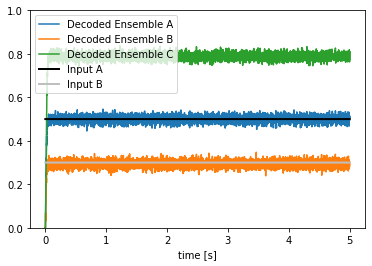 1.0
0.8
0.6
0.4
0.2
0.0
Decoded Ensemble A
Decoded Ensemble B
Decoded Ensemble C
Input A
Input B
0 1 2 3 4 5
time [s]